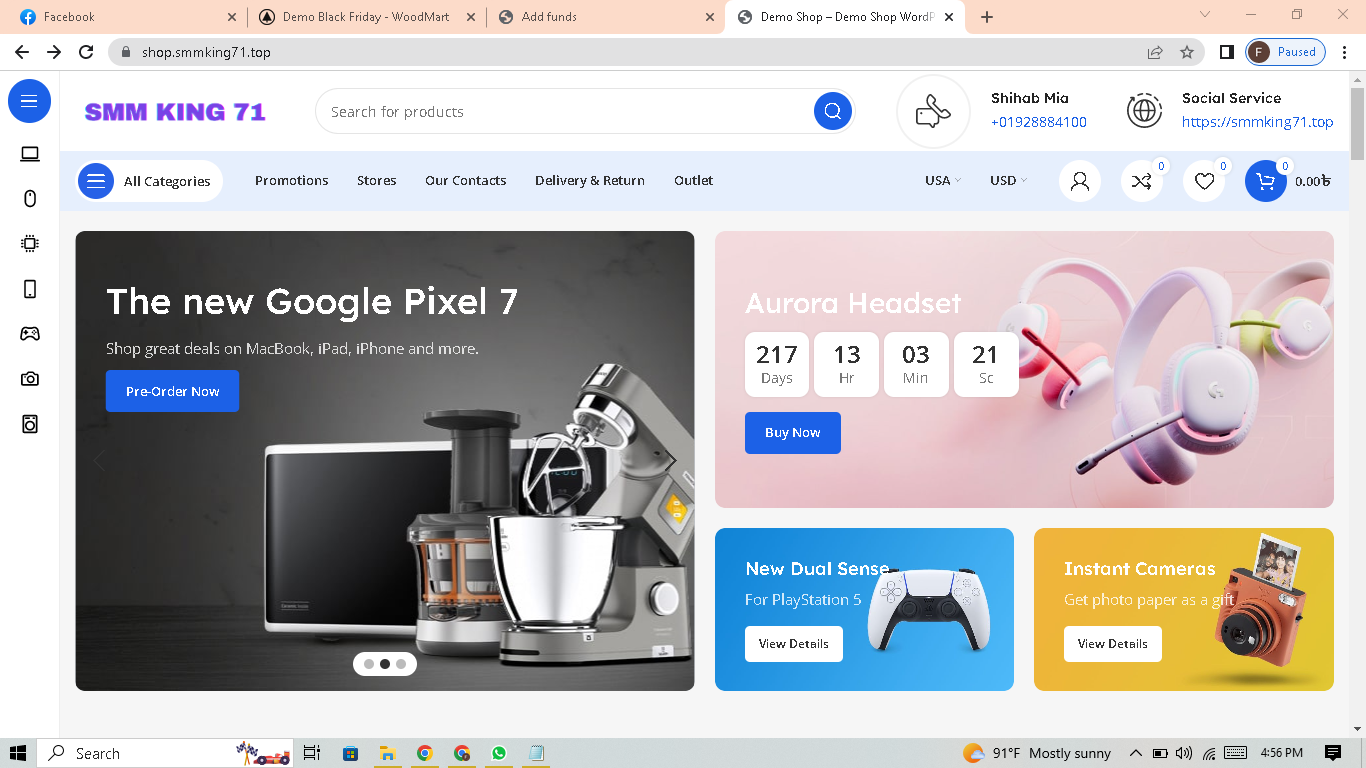 Facebook
Demo Black Friday - WoodMart
Add funds
Demo Shop – Demo Shop WordP
shop.smmking71.top
F
Paused
SMM KING 71
Search for products
Shihab Mia
+01928884100
Social Service
https://smmking71.top
All Categories
Promotions
Stores
Our Contacts
Delivery & Return
Outlet
USA
USD
0
0
0
0.00৳
The new Google Pixel 7
Shop great deals on MacBook, iPad, iPhone and more.
Pre-Order Now
Aurora Headset
217 13 03 21
Days Hr Min Sc
Buy Now
New Dual Sense
For PlayStation 5
View Details
Instant Cameras
Get photo paper as a gift
View Details
Search
91°F Mostly sunny
4:56 PM